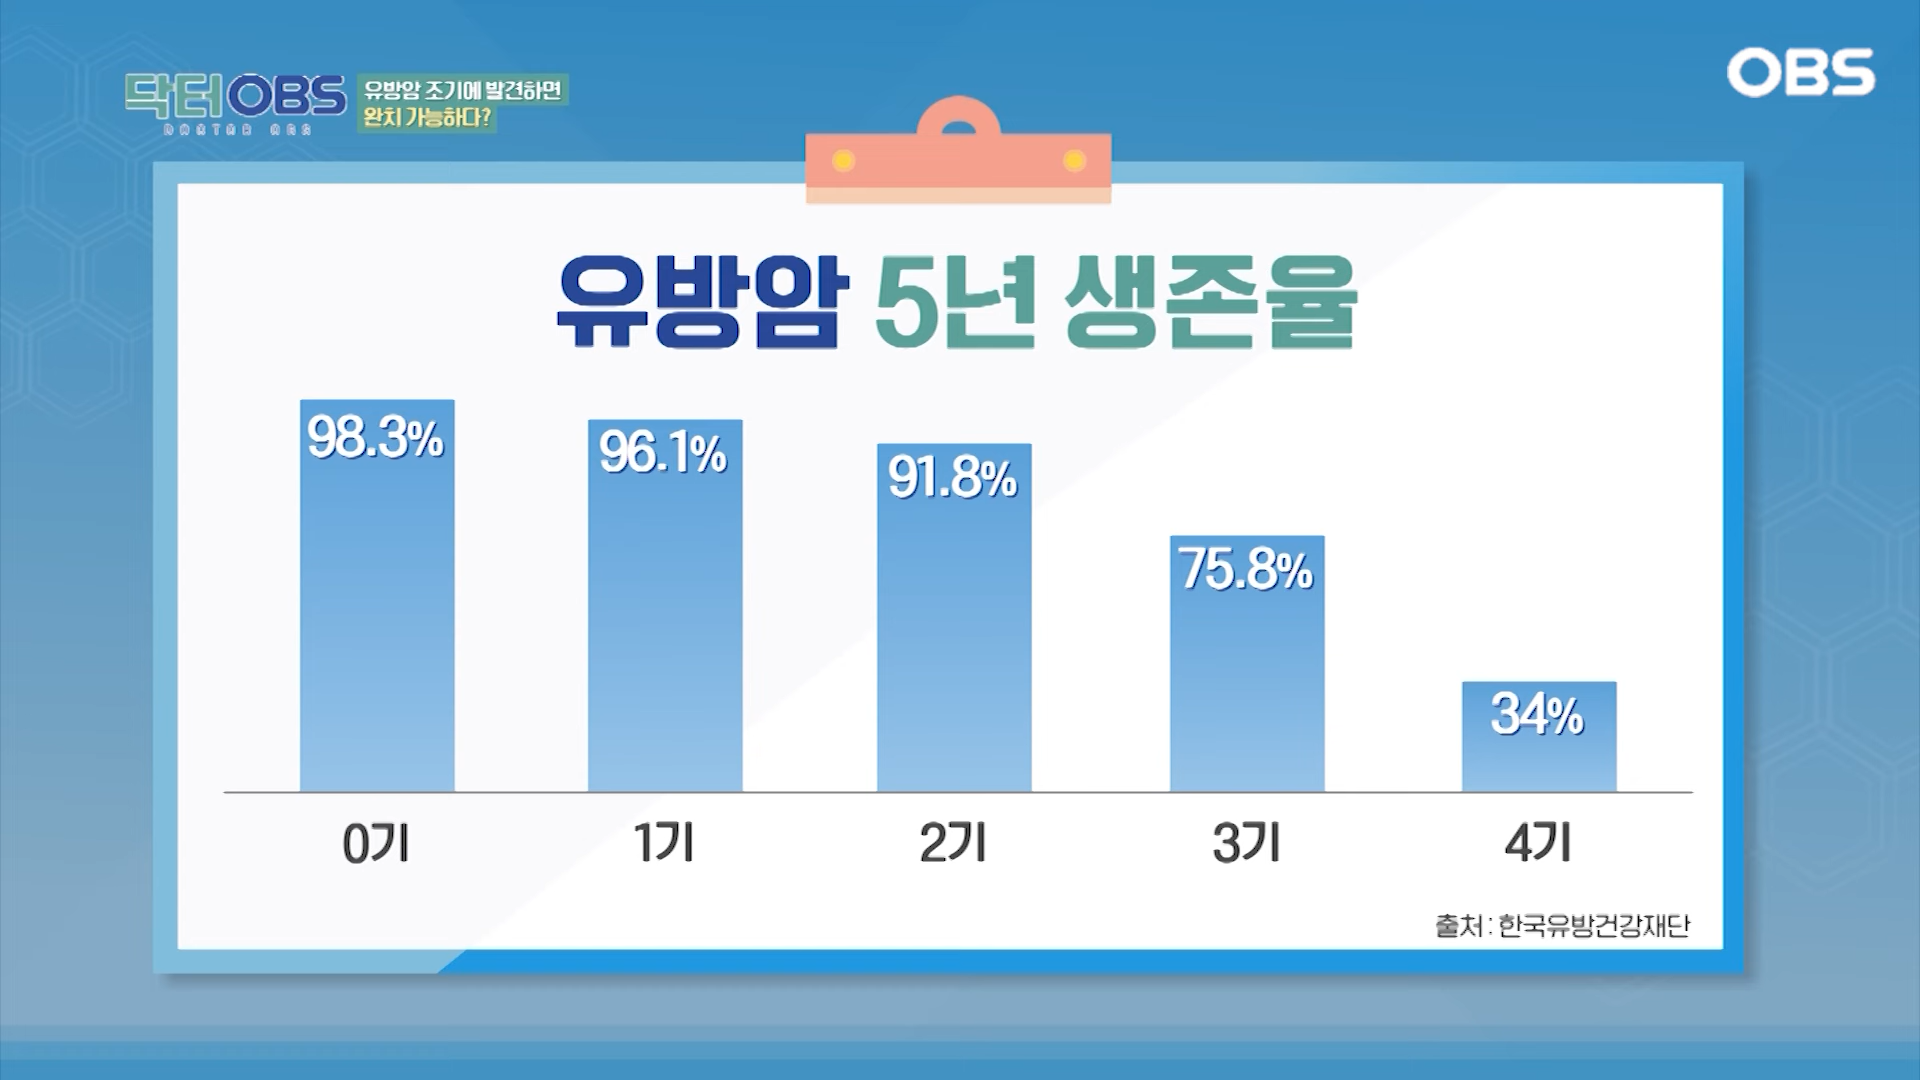 닥터OBS
유방암 조기에 발견하면
완치 가능하다?
OBS
유방암 5년 생존율
98.3%
96.1%
91.8%
75.8%
34%
0기
1기
2기
3기
4기
출처 : 한국유방건강재단